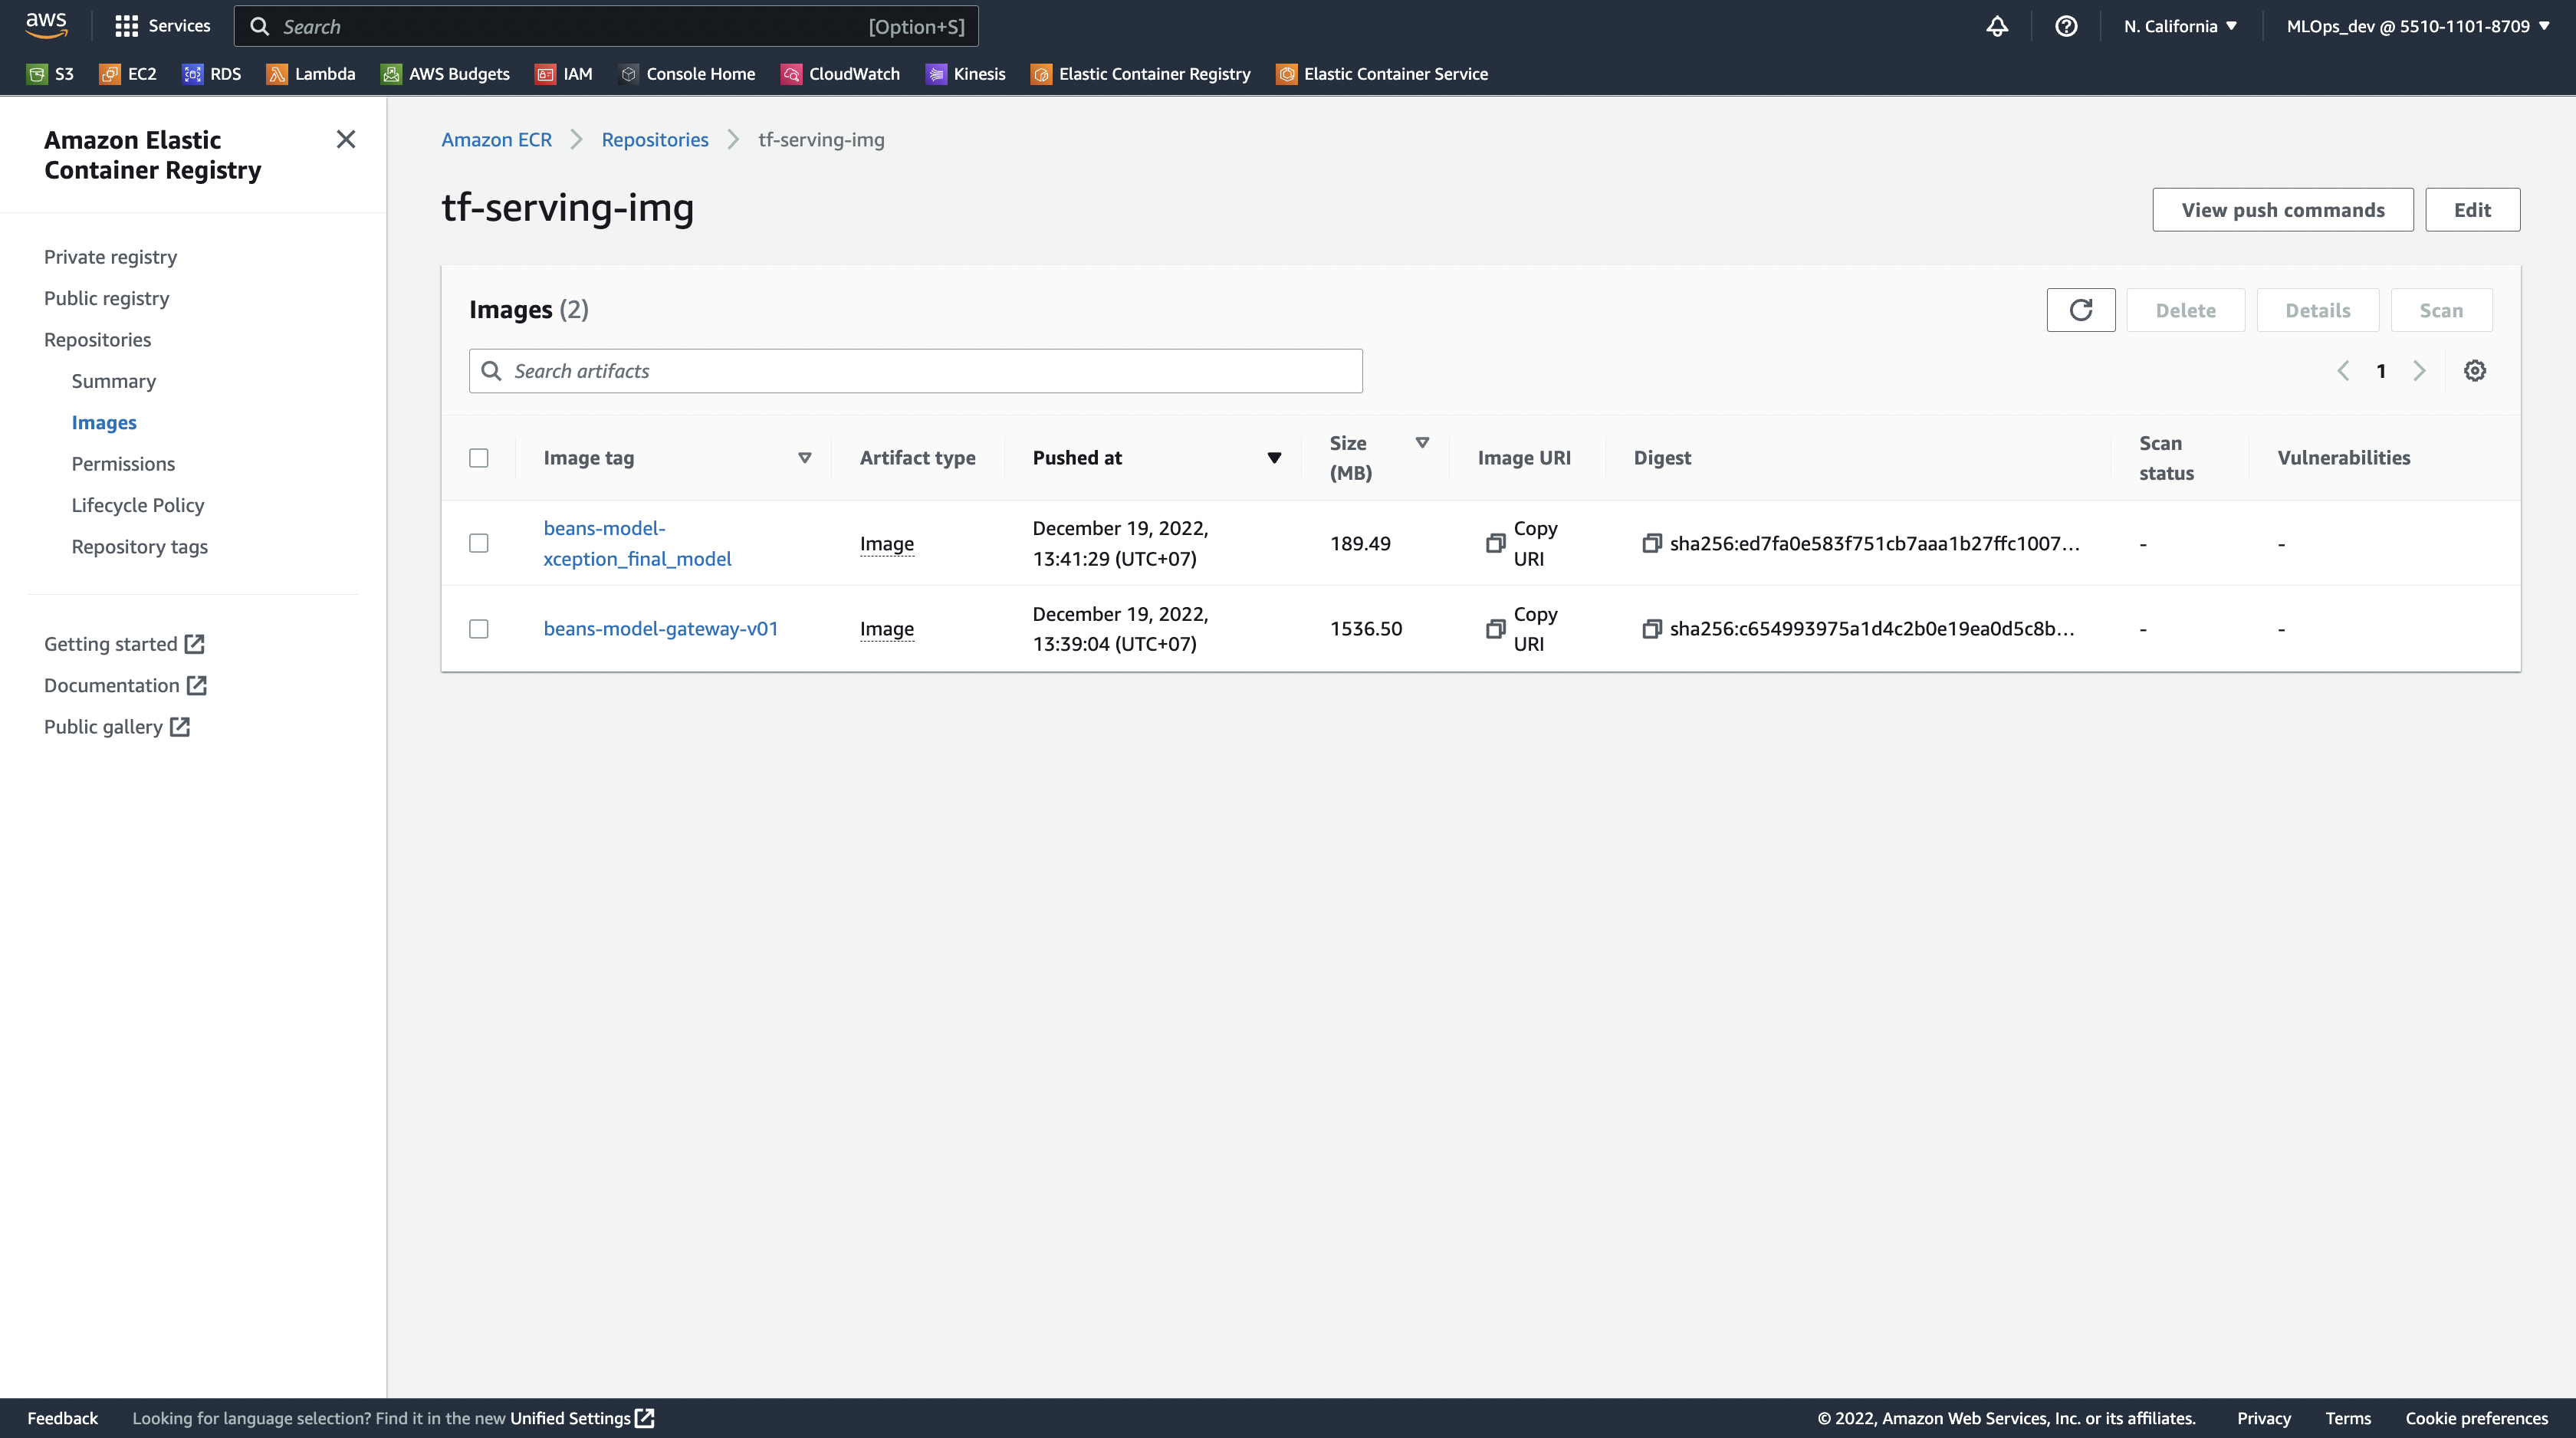 aws
Services
Search
[Option+S]
N. California
MLOps_dev @ 5510-1101-8709
S3
EC2
RDS
Lambda
AWS Budgets
IAM
Console Home
CloudWatch
Kinesis
Elastic Container Registry
Elastic Container Service
Amazon Elastic
Container Registry
Private registry
Public registry
Repositories
Summary
Images
Permissions
Lifecycle Policy
Repository tags
Getting started
Documentation
Public gallery
Amazon ECR
Repositories
tf-serving-img
tf-serving-img
View push commands
Edit
Images (2)
Delete
Details
Scan
Search artifacts
1
Image tag
Artifact type
Pushed at
Size
(MB)
Image URI
Digest
Scan
status
Vulnerabilities
beans-model-
xception_final_model
Image
December 19, 2022,
13:41:29 (UTC+07)
189.49
Copy
URI
sha256:ed7fa0e583f751cb7aaa1b27ffc1007...
-
-
beans-model-gateway-v01
Image
December 19, 2022,
13:39:04 (UTC+07)
1536.50
Copy
URI
sha256:c654993975a1d4c2b0e19ea0d5c8b...
-
-
Feedback
Looking for language selection? Find it in the new Unified Settings
© 2022, Amazon Web Services, Inc. or its affiliates.
Privacy
Terms
Cookie preferences